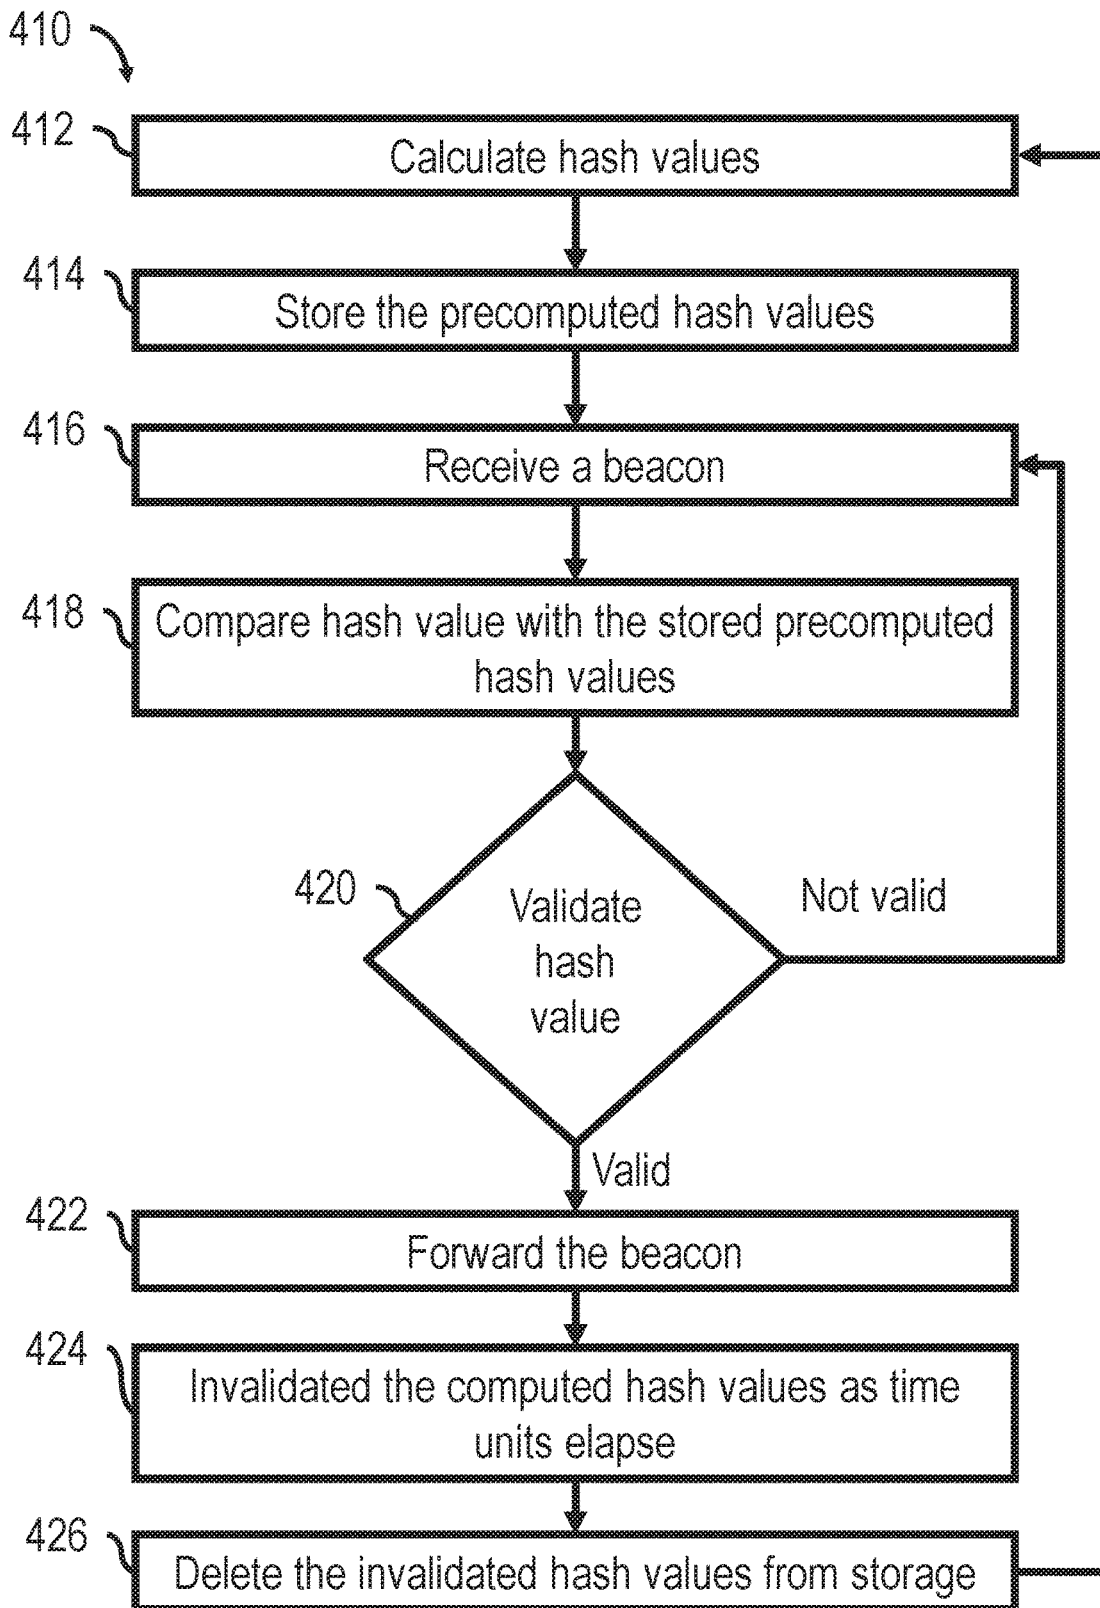 410
412
Calculate hash values
414
Store the precomputed hash values
416
Receive a beacon
418
Compare hash value with the stored precomputed
hash values
420
Validate
hash
value
Not valid
Valid
422
Forward the beacon
424
Invalidated the computed hash values as time
units elapse
426
Delete the invalidated hash values from storage